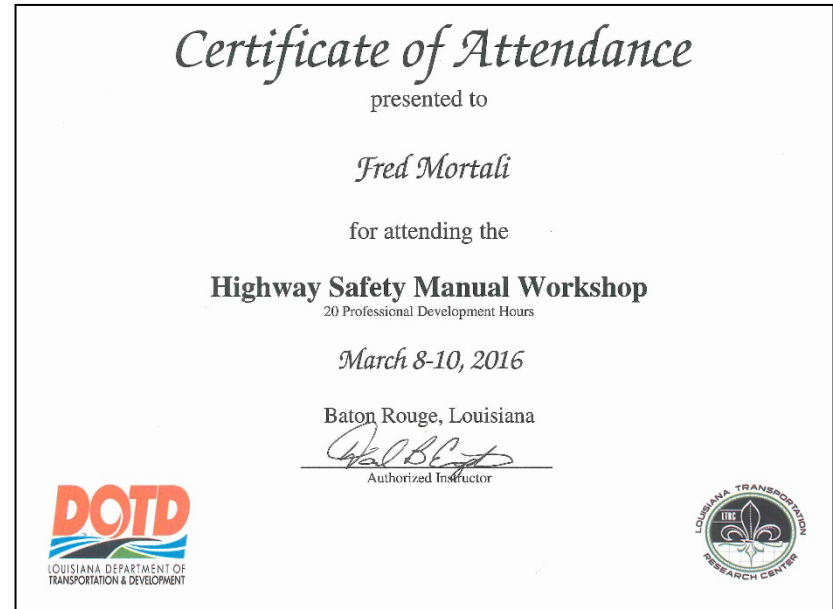 Certificate of Attendance
presented to
Fred Mortali
for attending the
Highway Safety Manual Workshop
20 Professional Development Hours
March 8-10, 2016
Baton Rouge, Louisiana
Authorized Instructor
DOTD
LOUISIANA DEPARTMENT OF
TRANSPORTATION & DEVELOPMENT
LOUISIANA TRANSPORTATION
LTRC
RESEARCH CENTER